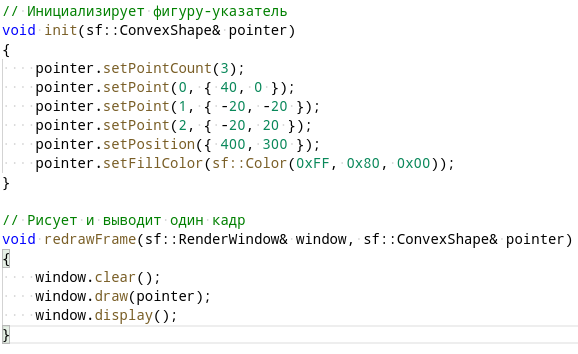 // Инициализирует фигуру-указатель
void init(sf::ConvexShape& pointer)
{
    pointer.setPointCount(3);
    pointer.setPoint(0, { 40, 0 });
    pointer.setPoint(1, { -20, -20 });
    pointer.setPoint(2, { -20, 20 });
    pointer.setPosition({ 400, 300 });
    pointer.setFillColor(sf::Color(0xFF, 0x80, 0x00));
}

// Рисует и выводит один кадр
void redrawFrame(sf::RenderWindow& window, sf::ConvexShape& pointer)
{
    window.clear();
    window.draw(pointer);
    window.display();
}